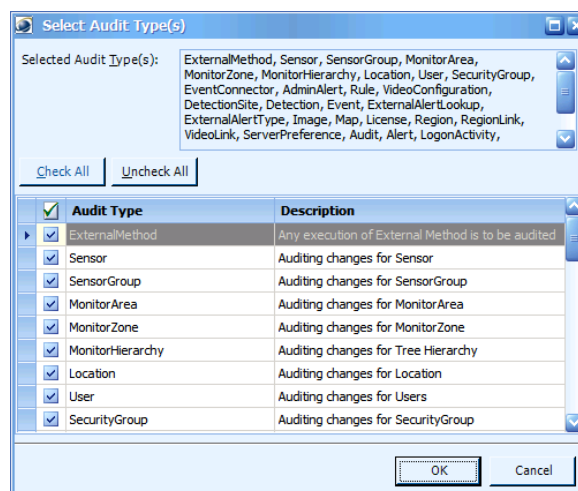 Select Audit Type(s)
Selected Audit Type(s):
ExternalMethod, Sensor, SensorGroup, MonitorArea,
MonitorZone, MonitorHierarchy, Location, User, SecurityGroup,
EventConnector, AdminAlert, Rule, VideoConfiguration,
DetectionSite, Detection, Event, ExternalAlertLookup,
ExternalAlertType, Image, Map, License, Region, RegionLink,
VideoLink, ServerPreference, Audit, Alert, LogonActivity,
Check All Uncheck All
Audit Type Description
ExternalMethod Any execution of External Method is to be audited
Sensor Auditing changes for Sensor
SensorGroup Auditing changes for SensorGroup
MonitorArea Auditing changes for MonitorArea
MonitorZone Auditing changes for MonitorZone
MonitorHierarchy Auditing changes for Tree Hierarchy
Location Auditing changes for Location
User Auditing changes for Users
SecurityGroup Auditing changes for SecurityGroup
OK Cancel